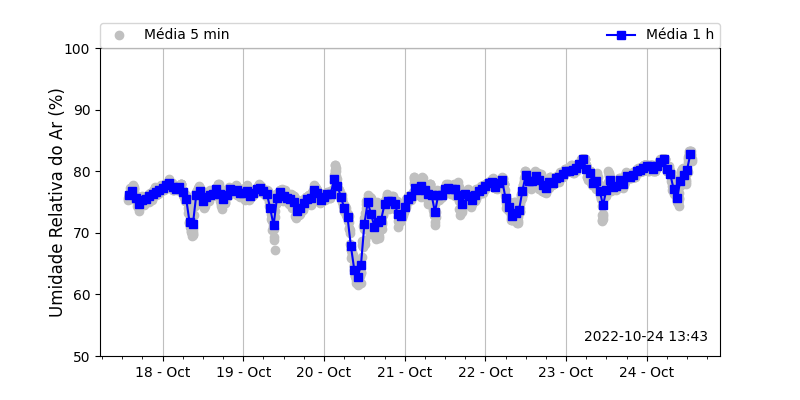 Média 5 min
Média 1 h
Umidade Relativa do Ar (%)
100
90
80
70
60
50
2022-10-24 13:43
18 - Oct
19 - Oct
20 - Oct
21 - Oct
22 - Oct
23 - Oct
24 - Oct